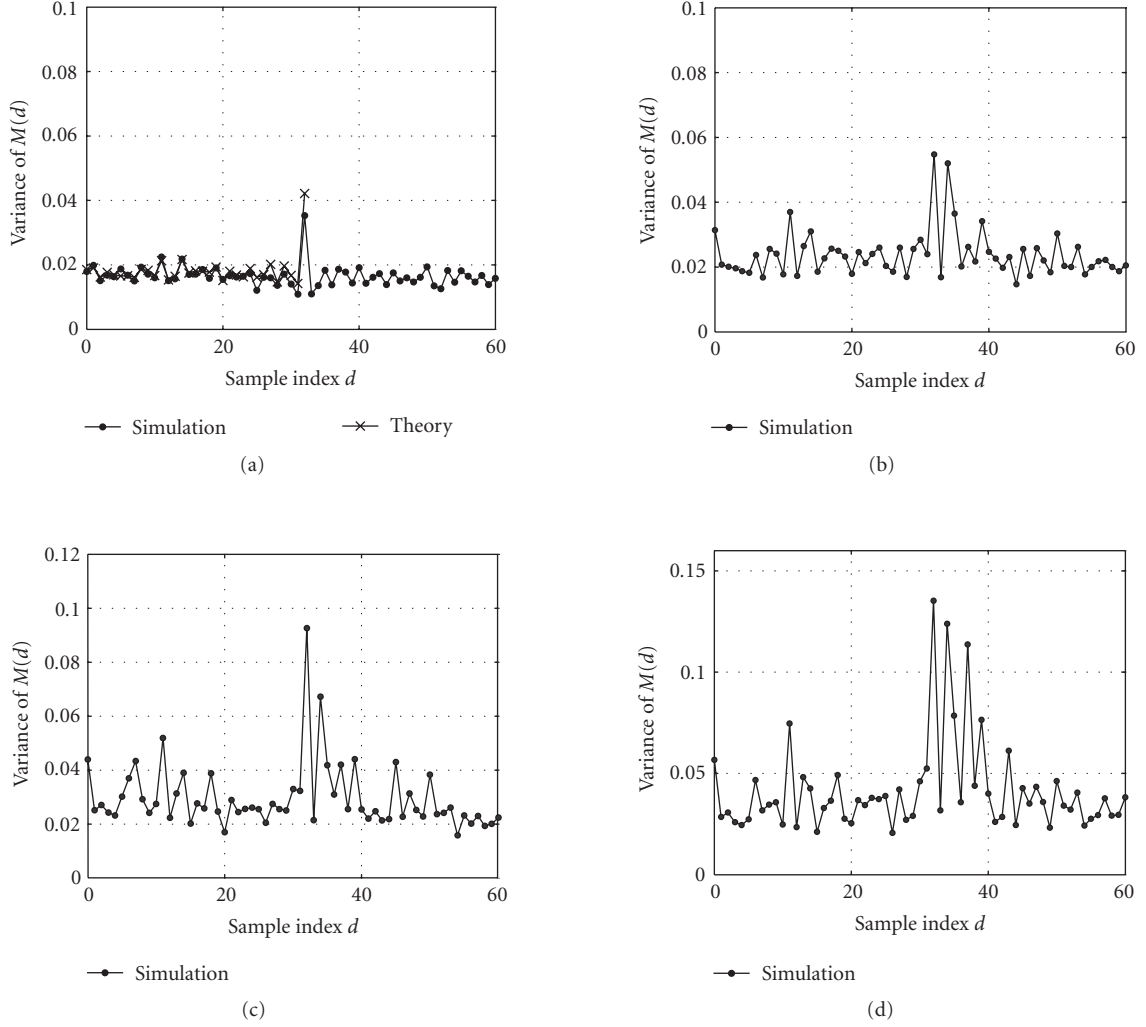 0.1
0.08
0.06
0.04
0.02
0
0 20 40 60
Variance of M(d)
Sample index d
Simulation Theory
(a)
0.1
0.08
0.06
0.04
0.02
0
0 20 40 60
Variance of M(d)
Sample index d
Simulation
(b)
0.12
0.1
0.08
0.06
0.04
0.02
0
0 20 40 60
Variance of M(d)
Sample index d
Simulation
(c)
0.15
0.1
0.05
0
0 20 40 60
Variance of M(d)
Sample index d
Simulation
(d)